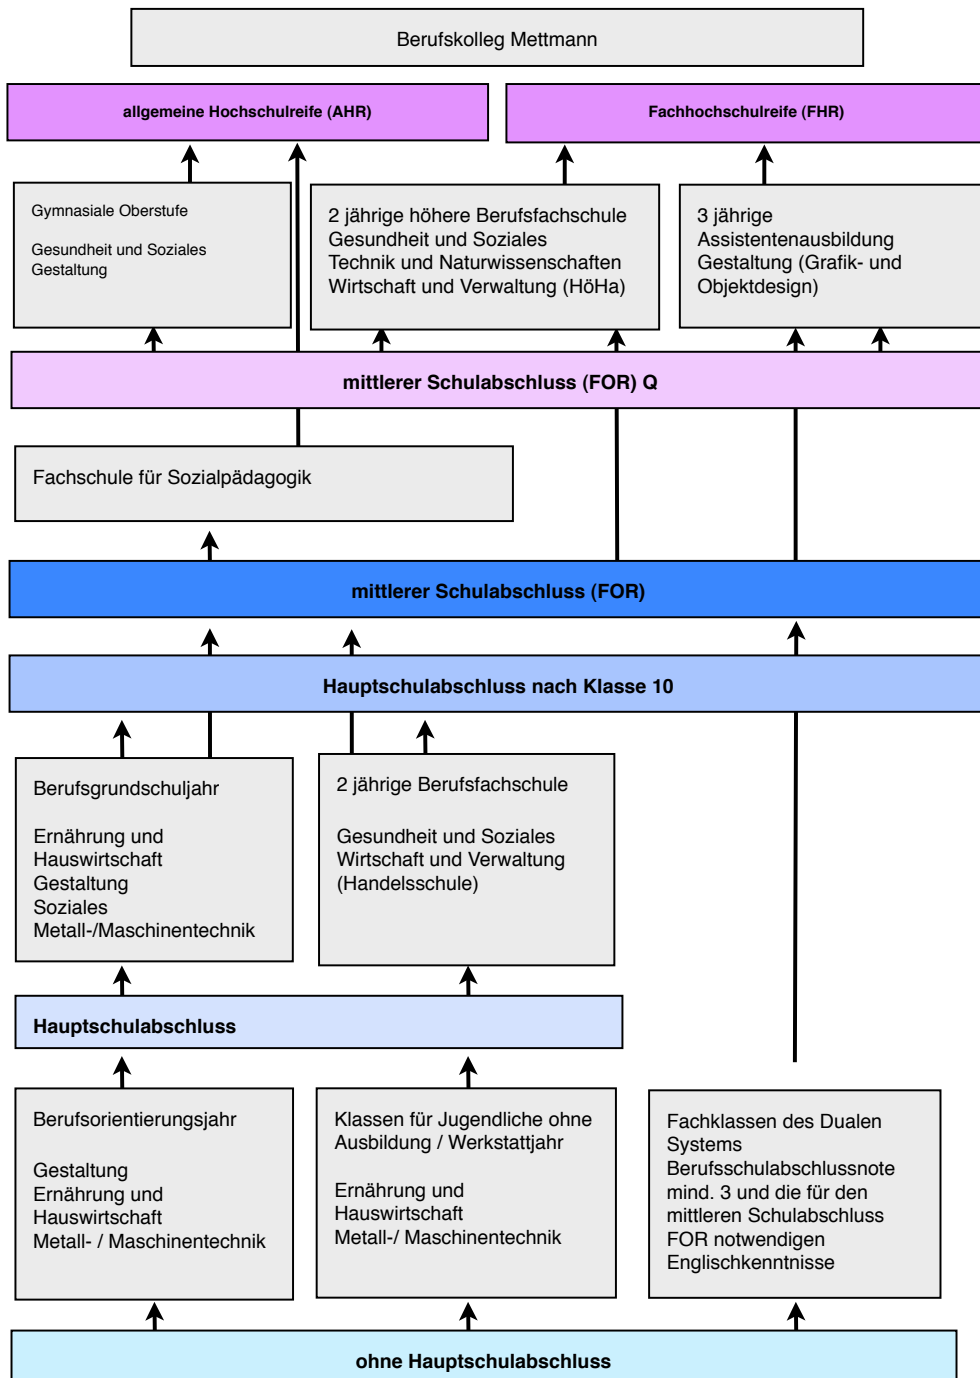 Berufskolleg Mettmann
allgemeine Hochschulreife (AHR)
Fachhochschulreife (FHR)
Gymnasiale Oberstufe
Gesundheit und Soziales
Gestaltung
2 jährige höhere Berufsfachschule
Gesundheit und Soziales
Technik und Naturwissenschaften
Wirtschaft und Verwaltung (HöHa)
3 jährige
Assistentenausbildung
Gestaltung (Grafik- und
Objektdesign)
mittlerer Schulabschluss (FOR) Q
Fachschule für Sozialpädagogik
mittlerer Schulabschluss (FOR)
Hauptschulabschluss nach Klasse 10
Berufsgrundschuljahr
Ernährung und
Hauswirtschaft
Gestaltung
Soziales
Metall-/Maschinentechnik
2 jährige Berufsfachschule
Gesundheit und Soziales
Wirtschaft und Verwaltung
(Handelsschule)
Hauptschulabschluss
Berufsorientierungsjahr
Gestaltung
Ernährung und
Hauswirtschaft
Metall- / Maschinentechnik
Klassen für Jugendliche ohne
Ausbildung / Werkstattjahr
Ernährung und
Hauswirtschaft
Metall-/ Maschinentechnik
Fachklassen des Dualen
Systems
Berufsschulabschlussnote
mind. 3 und die für den
mittleren Schulabschluss
FOR notwendigen
Englischkenntnisse
ohne Hauptschulabschluss